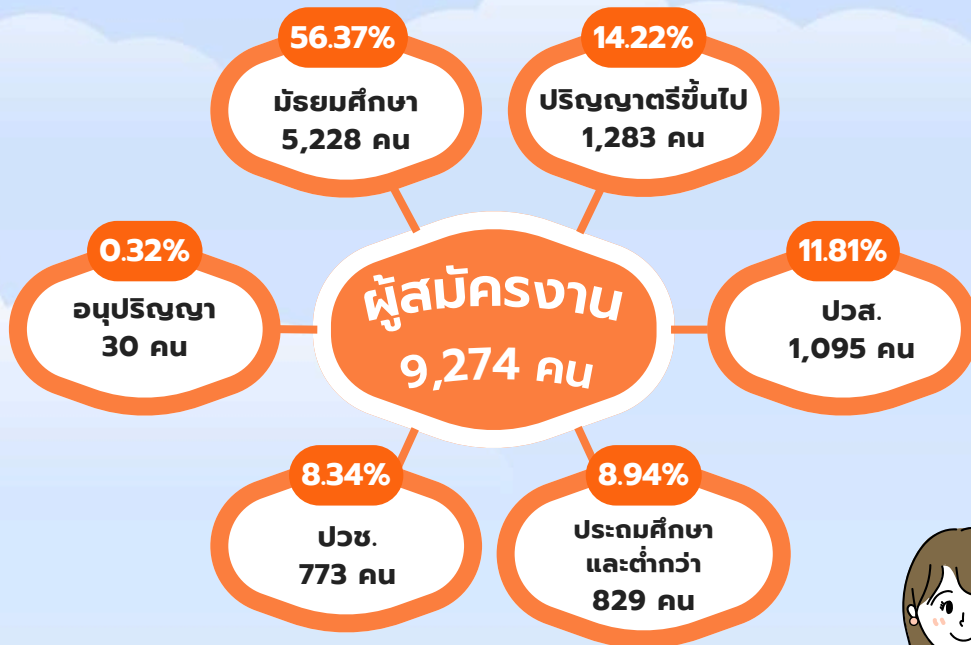 56.37%
มัธยมศึกษา
5,228 คน
14.22%
ปริญญาตรีขึ้นไป
1,283 คน
0.32%
อนุปริญญา
30 คน
ผู้สมัครงาน
9,274 คน
11.81%
ปวส.
1,095 คน
8.34%
ปวช.
773 คน
8.94%
ประถมศึกษา
และต่ำกว่า
829 คน